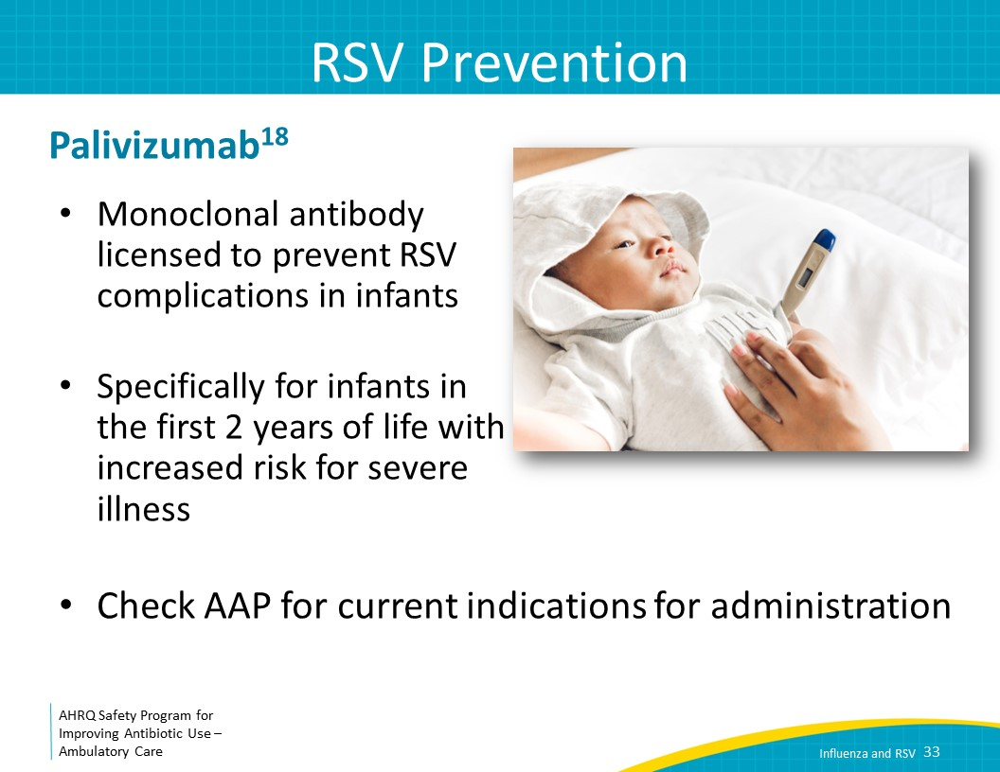 RSV Prevention
Palivizumab18
• Monoclonal antibody
licensed to prevent RSV
complications in infants
• Specifically for infants in
the first 2 years of life with
increased risk for severe
illness
• Check AAP for current indications for administration
AHRQ Safety Program for
Improving Antibiotic Use –
Ambulatory Care
Influenza and RSV 33